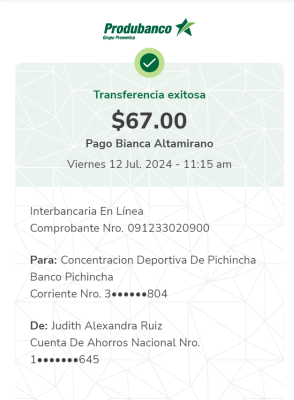 Produbanco
Grupo Promerica
Transferencia exitosa
$67.00
Pago Bianca Altamirano
Viernes 12 Jul. 2024 - 11:15 am
Interbancaria En Línea
Comprobante Nro. 091233020900
Para: Concentracion Deportiva De Pichincha
Banco Pichincha
Corriente Nro. 3●●●●●●804
De: Judith Alexandra Ruiz
Cuenta De Ahorros Nacional Nro.
1●●●●●●●645